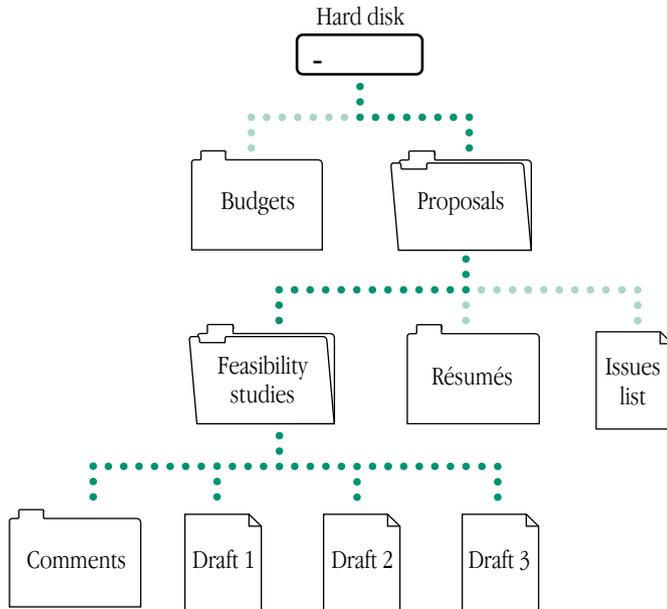 Hard disk
Budgets
Proposals
Feasibility
studies
Résumés
Issues
list
Comments
Draft 1
Draft 2
Draft 3